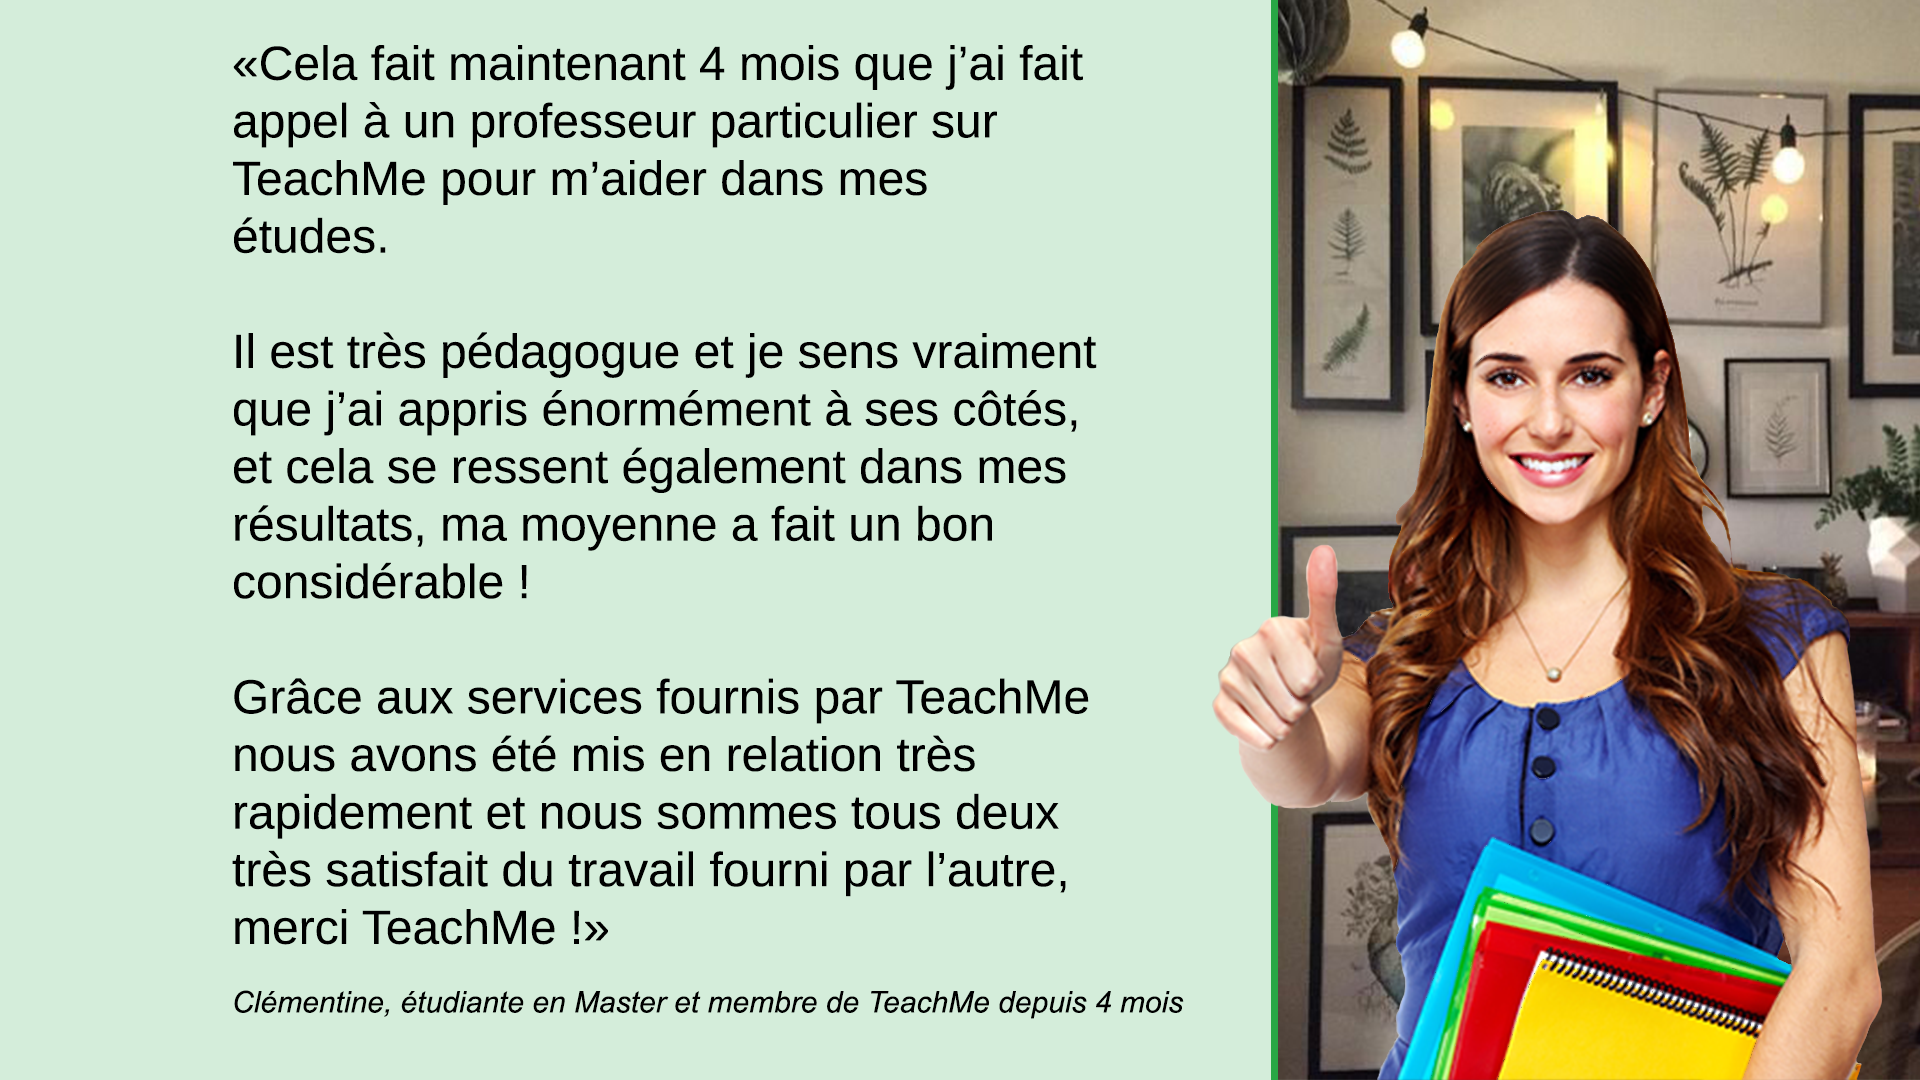 «Cela fait maintenant 4 mois que j’ai fait
appel à un professeur particulier sur
TeachMe pour m’aider dans mes
études.
Il est très pédagogue et je sens vraiment
que j’ai appris énormément à ses côtés,
et cela se ressent également dans mes
résultats, ma moyenne a fait un bon
considérable !
Grâce aux services fournis par TeachMe
nous avons été mis en relation très
rapidement et nous sommes tous deux
très satisfait du travail fourni par l’autre,
merci TeachMe !»
Clémentine, étudiante en Master et membre de TeachMe depuis 4 mois